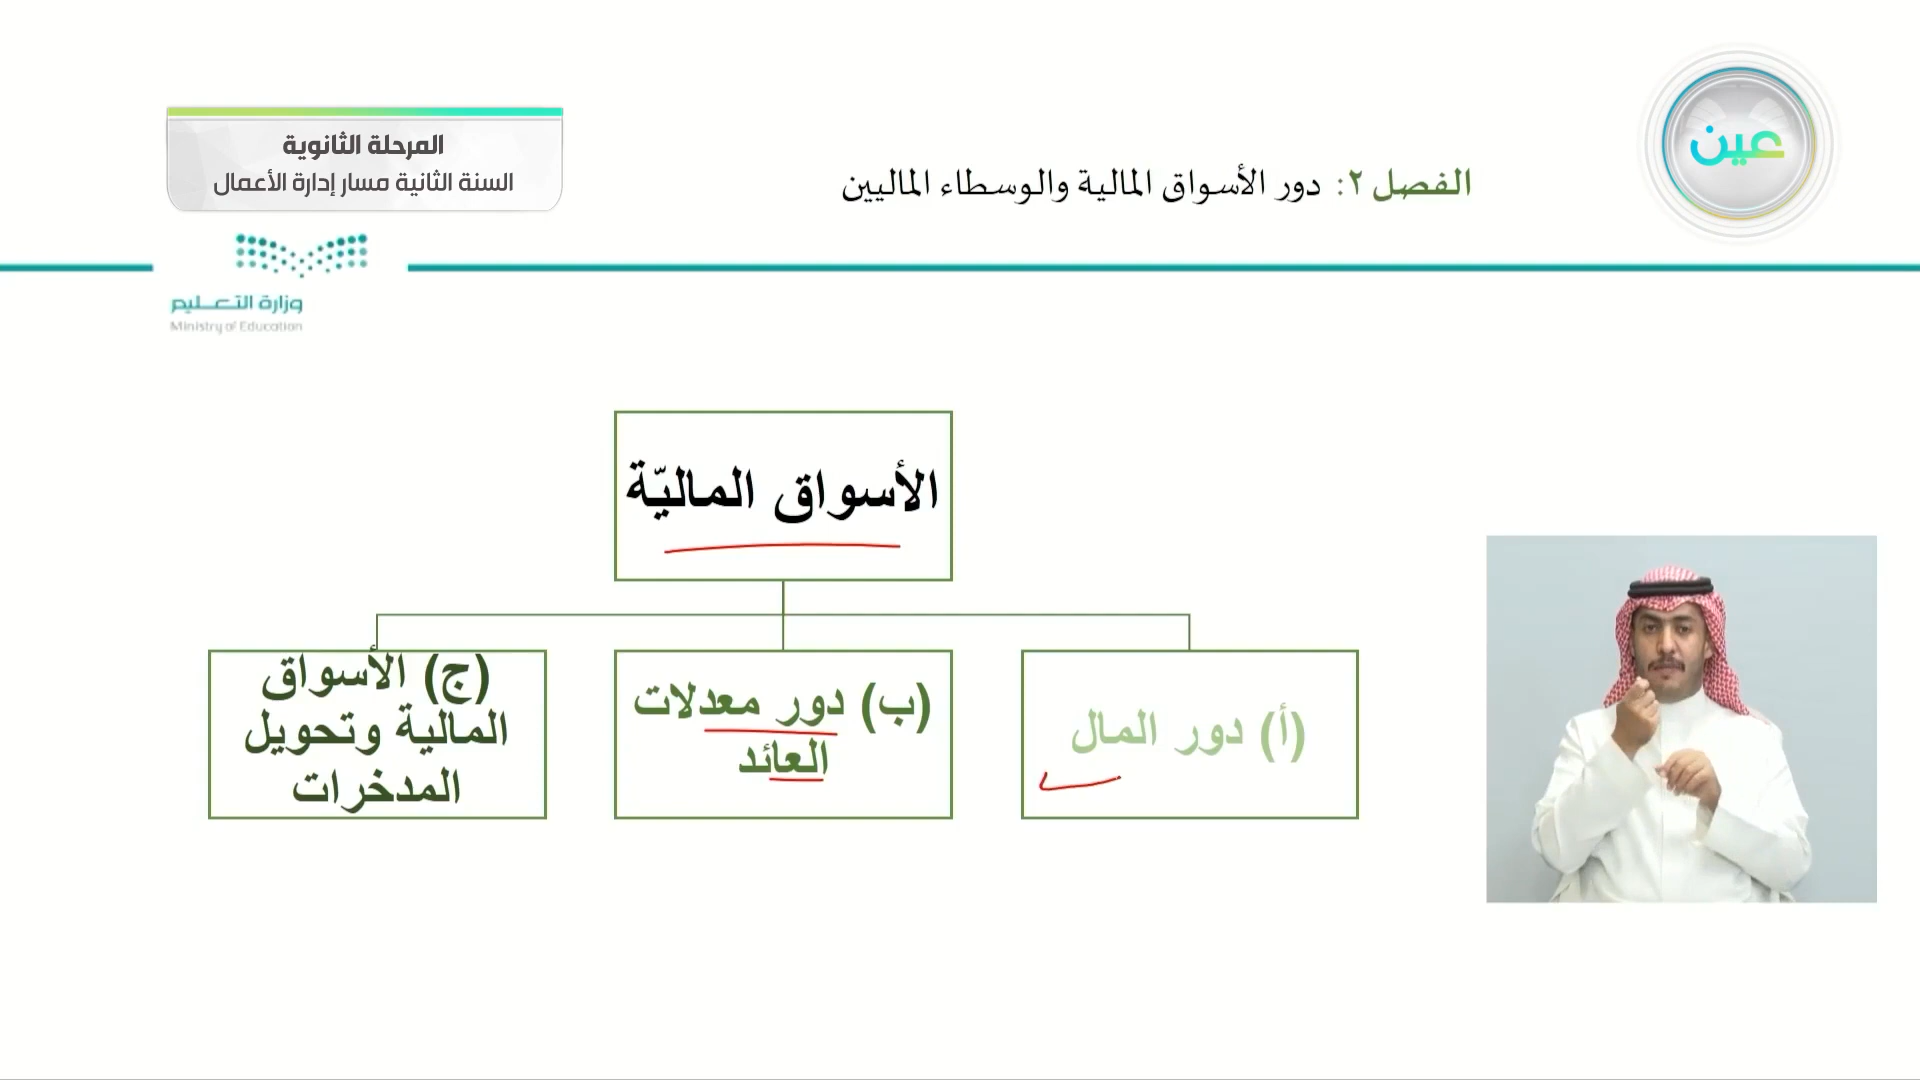 عين
الفصل ٢: دور الأسواق المالية والوسطاء الماليين
المرحلة الثانوية
السنة الثانية مسار إدارة الأعمال
وزارة التعـــليم
Ministry of Education
الأسواق الماليّة
(أ) دور المال
(ب) دور معدلات
العائد
(ج) الأسواق
المالية وتحويل
المدخرات